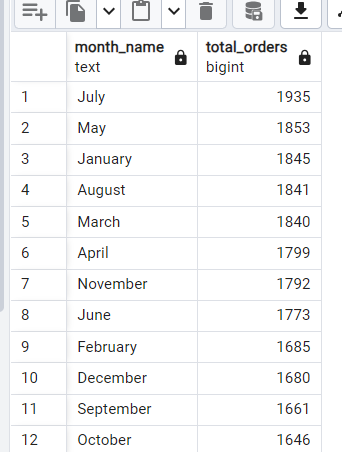 month_name total_orders
text bigint
1 July 1935
2 May 1853
3 January 1845
4 August 1841
5 March 1840
6 April 1799
7 November 1792
8 June 1773
9 February 1685
10 December 1680
11 September 1661
12 October 1646